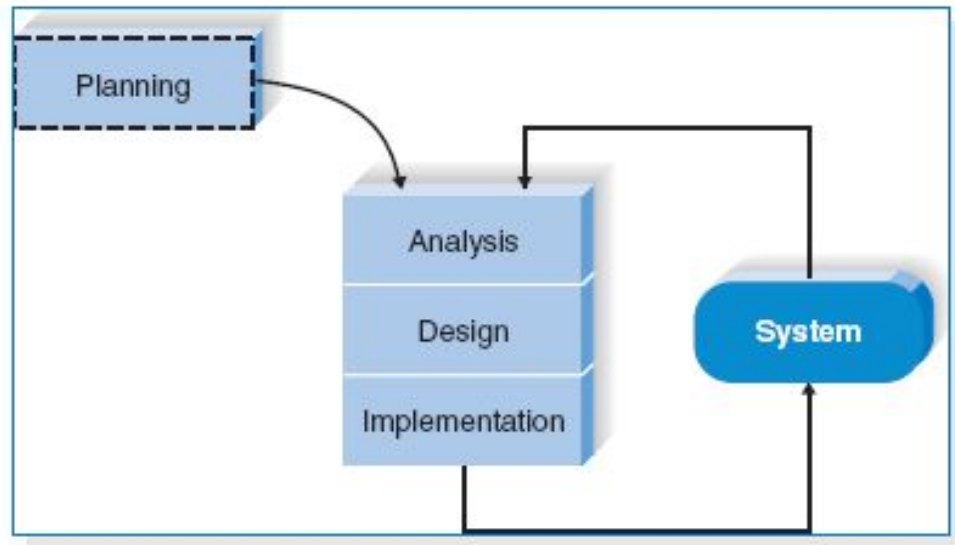 Planning
Analysis
Design
System
Implementation